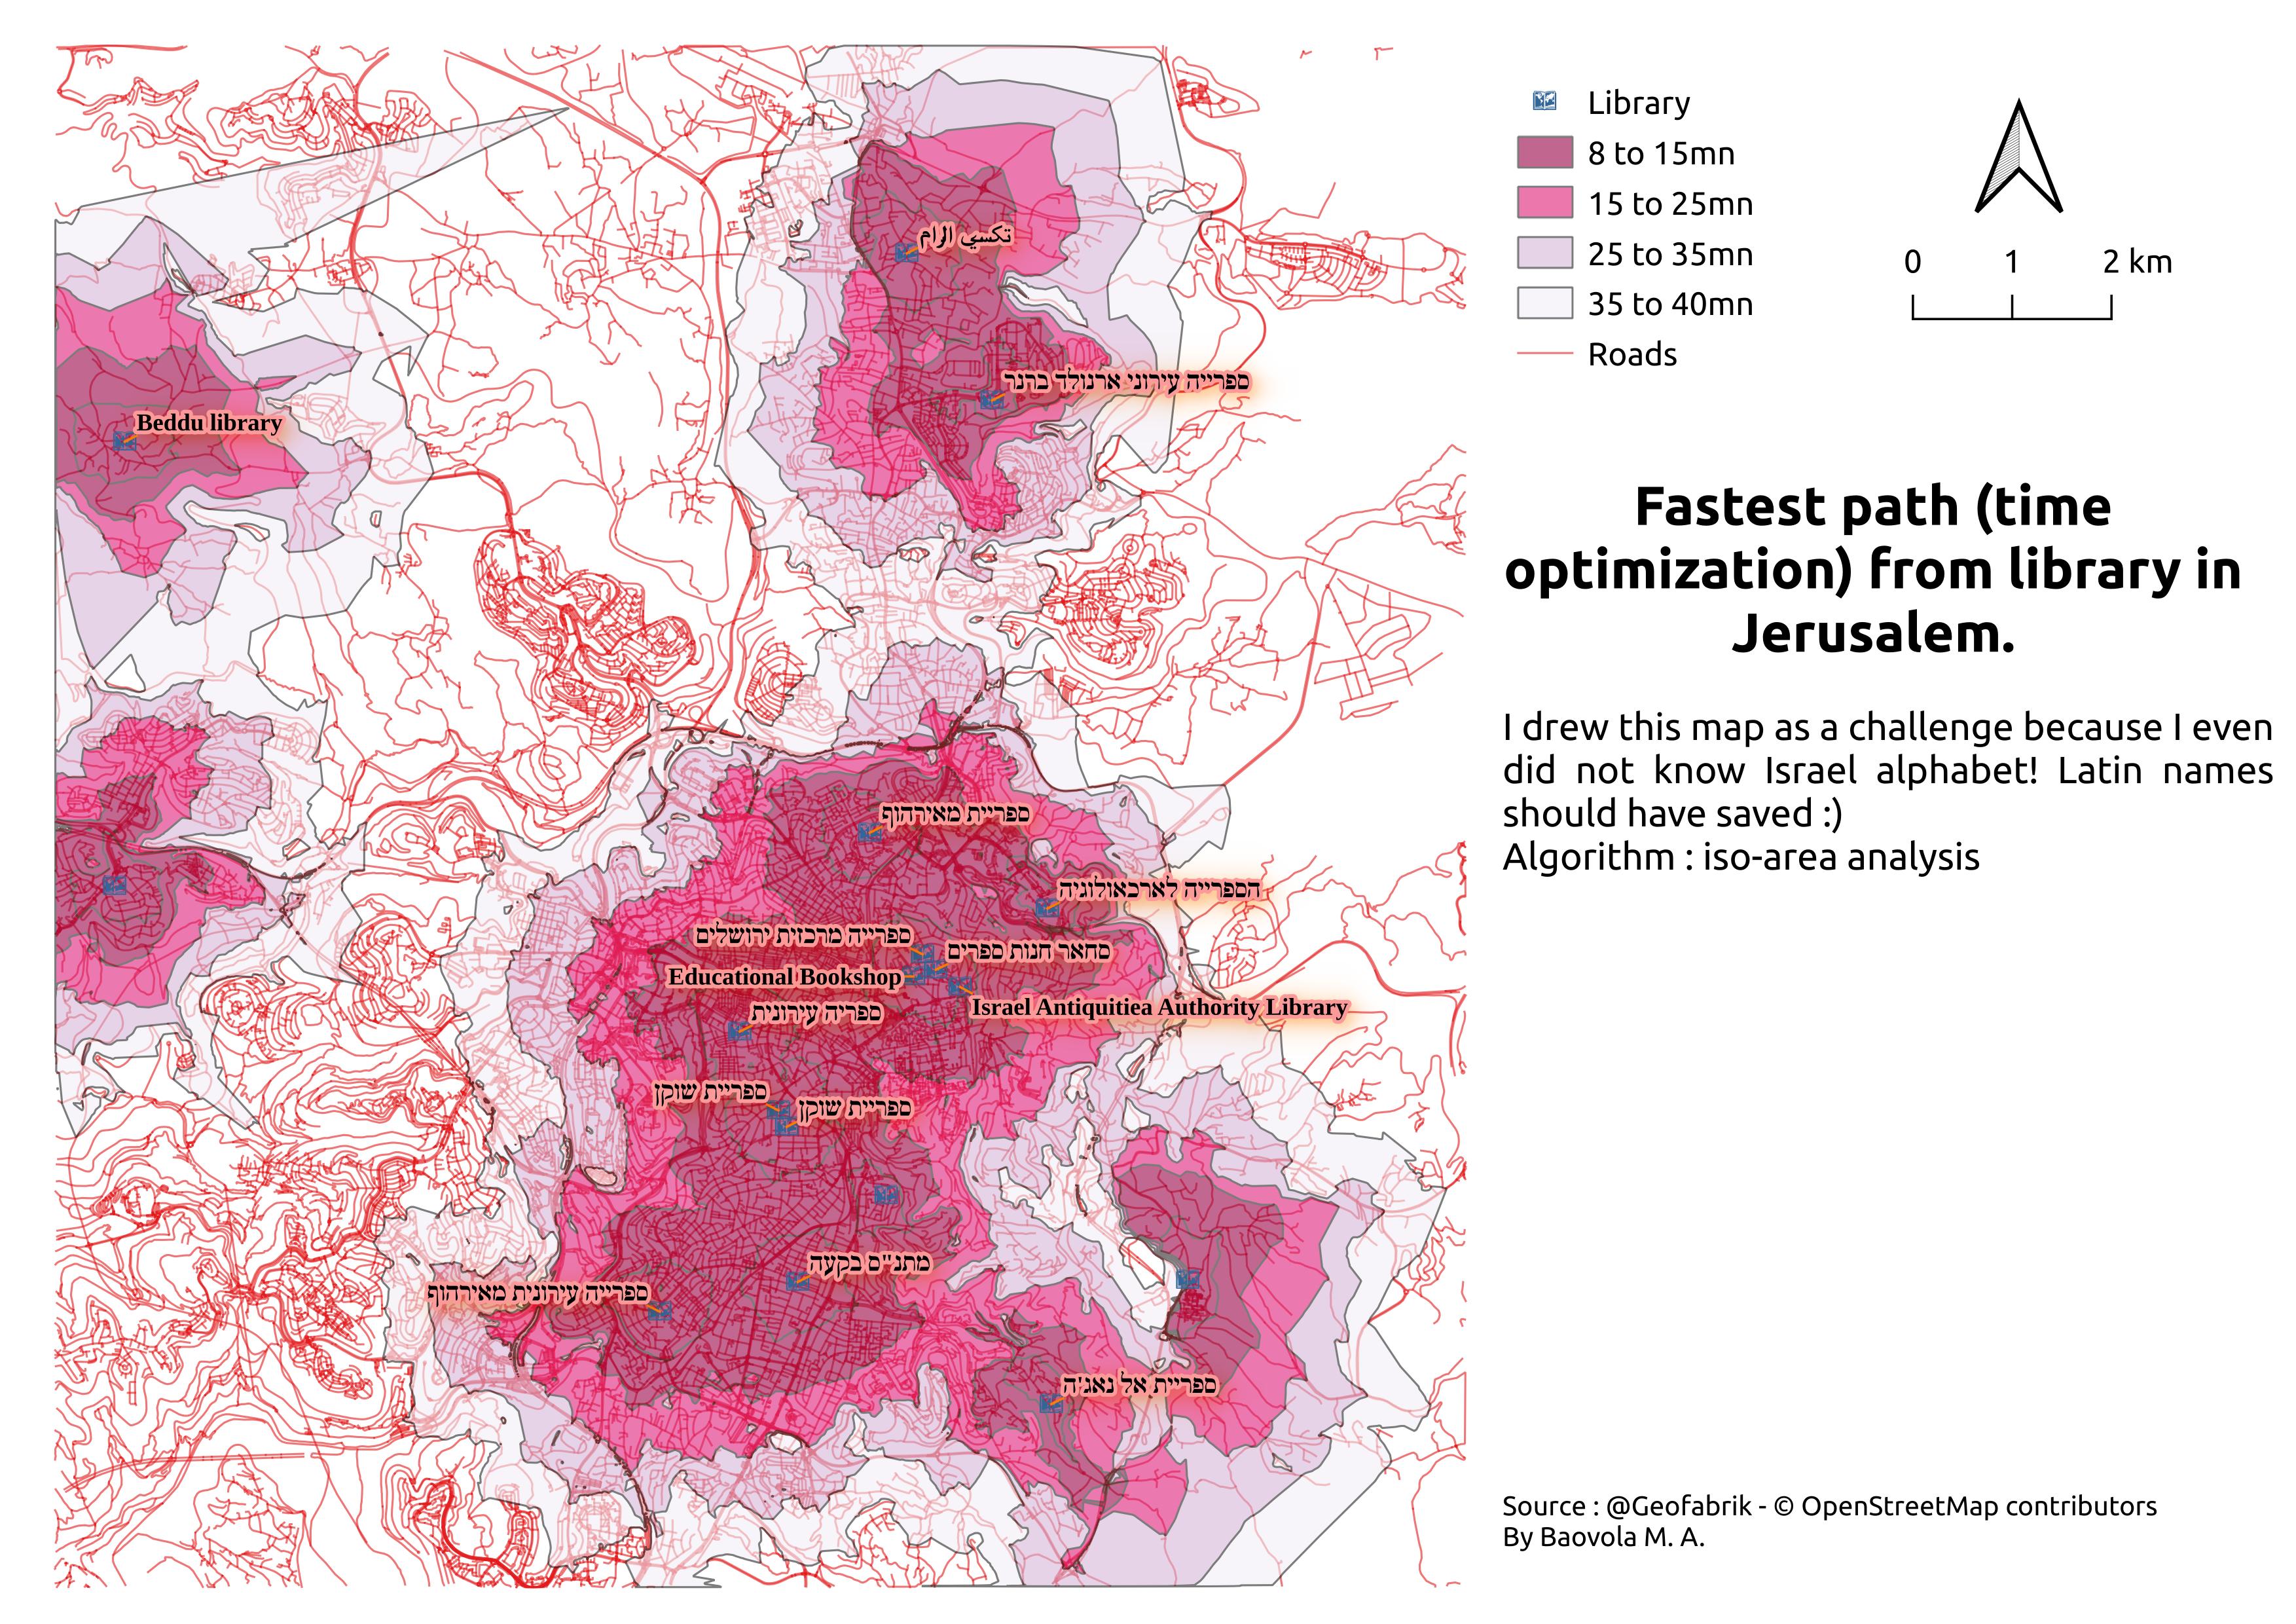 Library
8 to 15mn
15 to 25mn
25 to 35mn
35 to 40mn
Roads
0 1 2 km
Fastest path (time
optimization) from library in
Jerusalem.
I drew this map as a challenge because I even
did not know Israel alphabet! Latin names
should have saved :)
Algorithm : iso-area analysis
Source : @Geofabrik - © OpenStreetMap contributors
By Baovola M. A.
تكسي الرام
ספרייה עירוני ארנולד ברנר
Beddu library
ספריית מאירהוף
הספרייה לארכאולוגיה
ספרייה מרכזית ירושלים
סחאר חנות ספרים
Educational Bookshop
Israel Antiquitiea Authority Library
ספריה עירונית
ספריית שוקן
ספריית שוקן
מתנ"ס בקעה
ספרייה עירונית מאירהוף
ספריית אל נאג'ה